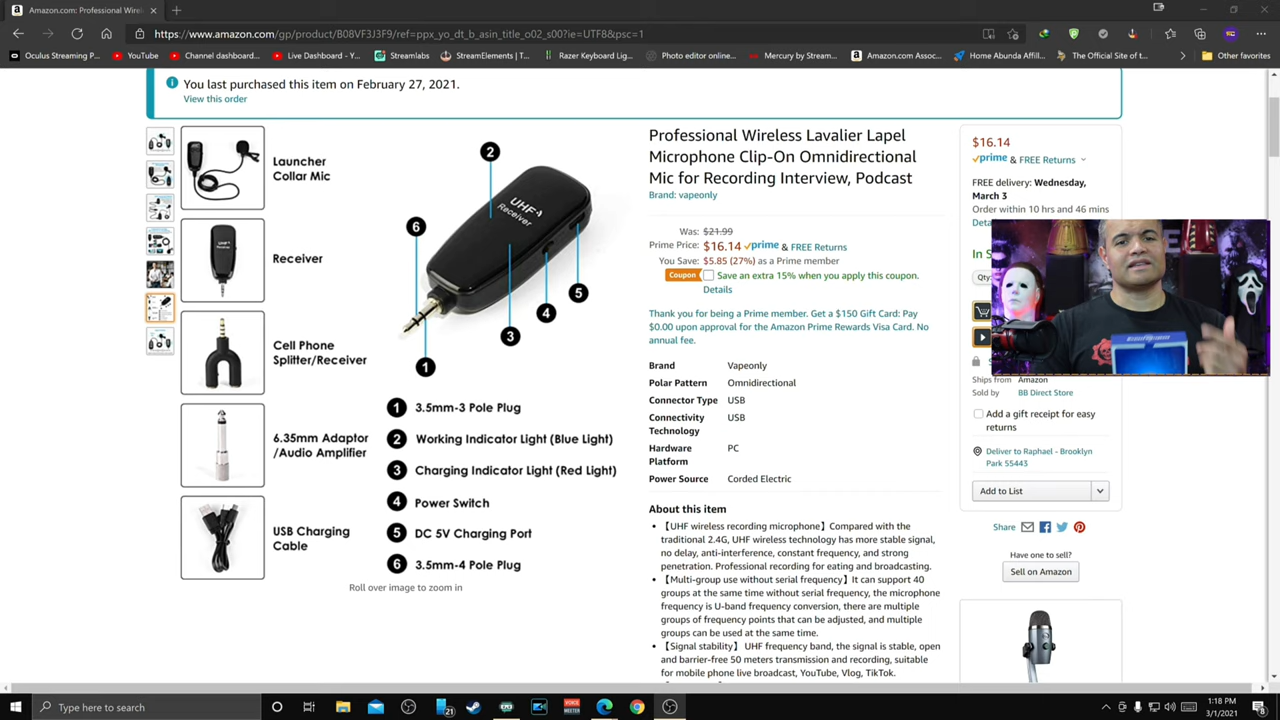 Amazon.com: Professional Wirel
https://www.amazon.com/gp/product/B08VF3J3F9/ref=ppx_yo_dt_b_asin_title_o02_s00?ie=UTF8&psc=1
Oculus Streaming P...
YouTube
Channel dashboard...
Live Dashboard - Y...
Streamlabs
StreamElements | T...
Razer Keyboard Lig...
Photo editor online...
Mercury by Stream...
Amazon.com
Home Abunda Affili...
The Official Site of t...
Other favorites
You last purchased this item on February 27, 2021.
View this order
Launcher
Collar Mic
Receiver
Cell Phone
Splitter/Receiver
6.35mm Adaptor
/Audio Amplifier
USB Charging
Cable
2
UHF
Receiver
6
5
4
3
1
1 3.5mm-3 Pole Plug
2 Working Indicator Light (Blue Light)
3 Charging Indicator Light (Red Light)
4 Power Switch
5 DC 5V Charging Port
6 3.5mm-4 Pole Plug
Roll over image to zoom in
Professional Wireless Lavalier Lapel
Microphone Clip-On Omnidirectional
Mic for Recording Interview, Podcast
Brand: vapeonly
Was: $21.99
Prime Price: $16.14 prime & FREE Returns
You Save: $5.85 (27%) as a Prime member
Coupon Save an extra 15% when you apply this coupon.
Details
Thank you for being a Prime member. Get a $150 Gift Card: Pay
$0.00 upon approval for the Amazon Prime Rewards Visa Card. No
annual fee.
Brand Vapeonly
Polar Pattern Omnidirectional
Connector Type USB
Connectivity USB
Technology
Hardware PC
Platform
Power Source Corded Electric
About this item
• 【UHF wireless recording microphone】Compared with the
traditional 2.4G, UHF wireless technology has more stable signal,
no delay, anti-interference, constant frequency, and strong
penetration. Professional recording for eating and broadcasting.
• 【Multi-group use without serial frequency】It can support 40
groups at the same time without serial frequency, the microphone
frequency is U-band frequency conversion, there are multiple
groups of frequency points that can be adjusted, and multiple
groups can be used at the same time.
• 【Signal stability】 UHF frequency band, the signal is stable, open
and barrier-free 50 meters transmission and recording, suitable
for mobile phone live broadcast, YouTube, Vlog, TikTok.
$16.14
prime & FREE Returns
FREE delivery: Wednesday,
March 3
Order within 10 hrs and 46 mins
In S
Qty:
Ships from Amazon
Sold by BB Direct Store
Add a gift receipt for easy
returns
Deliver to Raphael - Brooklyn
Park 55443
Add to List
Share
Have one to sell?
Sell on Amazon
Type here to search
21
VOICE
MEETER
1:18 PM
3/1/2021